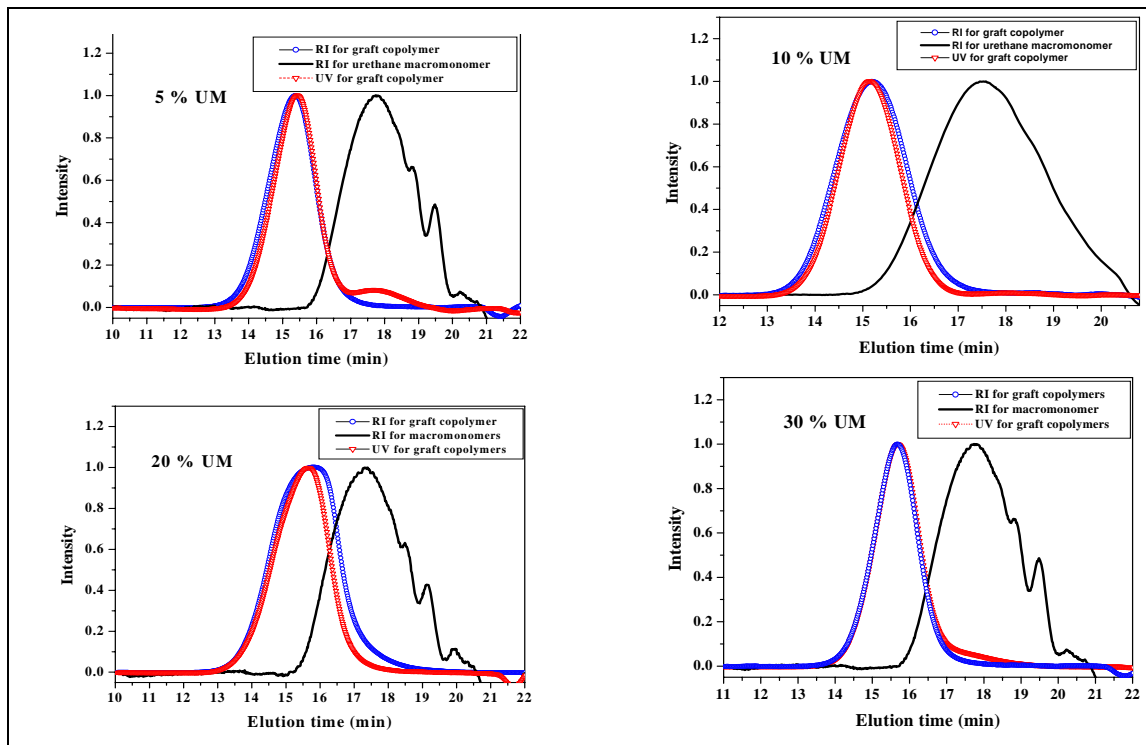 RI for graft copolymer
RI for urethane macromonomer
UV for graft copolymer
5 % UM
Intensity
1.2
1.0
0.8
0.6
0.4
0.2
0.0
10 11 12 13 14 15 16 17 18 19 20 21 22
Elution time (min)
RI for graft copolymer
RI for urethane macromonomer
UV for graft copolymer
10 % UM
Intensity
1.2
1.0
0.8
0.6
0.4
0.2
0.0
12 13 14 15 16 17 18 19 20
Elution time (min)
RI for graft copolymer
RI for macromonomers
UV for graft copolymers
20 % UM
Intensity
1.2
1.0
0.8
0.6
0.4
0.2
0.0
10 11 12 13 14 15 16 17 18 19 20 21 22
Elution time (min)
RI for graft copolymers
RI for macromonomer
UV for graft copolymers
30 % UM
Intensity
1.2
1.0
0.8
0.6
0.4
0.2
0.0
11 12 13 14 15 16 17 18 19 20 21 22
Elution time (min)